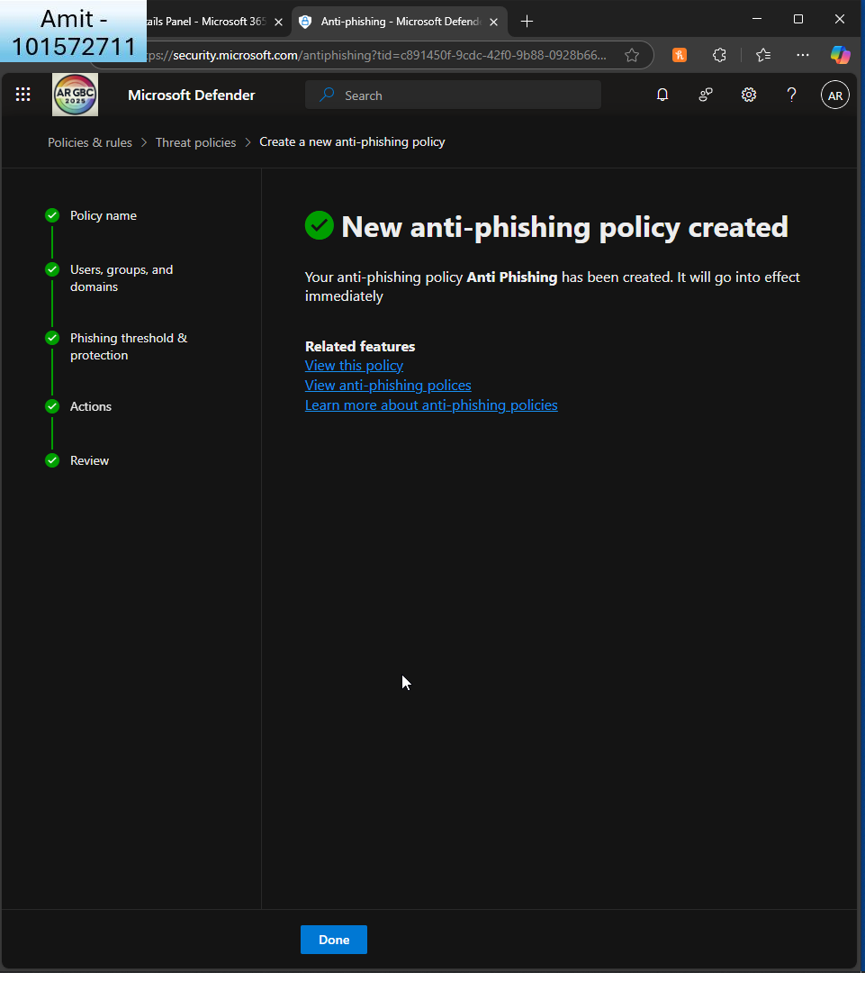 Amit -
101572711
ails Panel - Microsoft 365
Anti-phishing - Microsoft Defend
ps://security.microsoft.com/antiphishing?tid=c891450f-9cdc-42f0-9b88-0928b66...
AR GBC
2025
Microsoft Defender
Search
AR
Policies & rules > Threat policies > Create a new anti-phishing policy
Policy name
Users, groups, and
domains
Phishing threshold &
protection
Actions
Review
New anti-phishing policy created
Your anti-phishing policy Anti Phishing has been created. It will go into effect
immediately
Related features
View this policy
View anti-phishing polices
Learn more about anti-phishing policies
Done